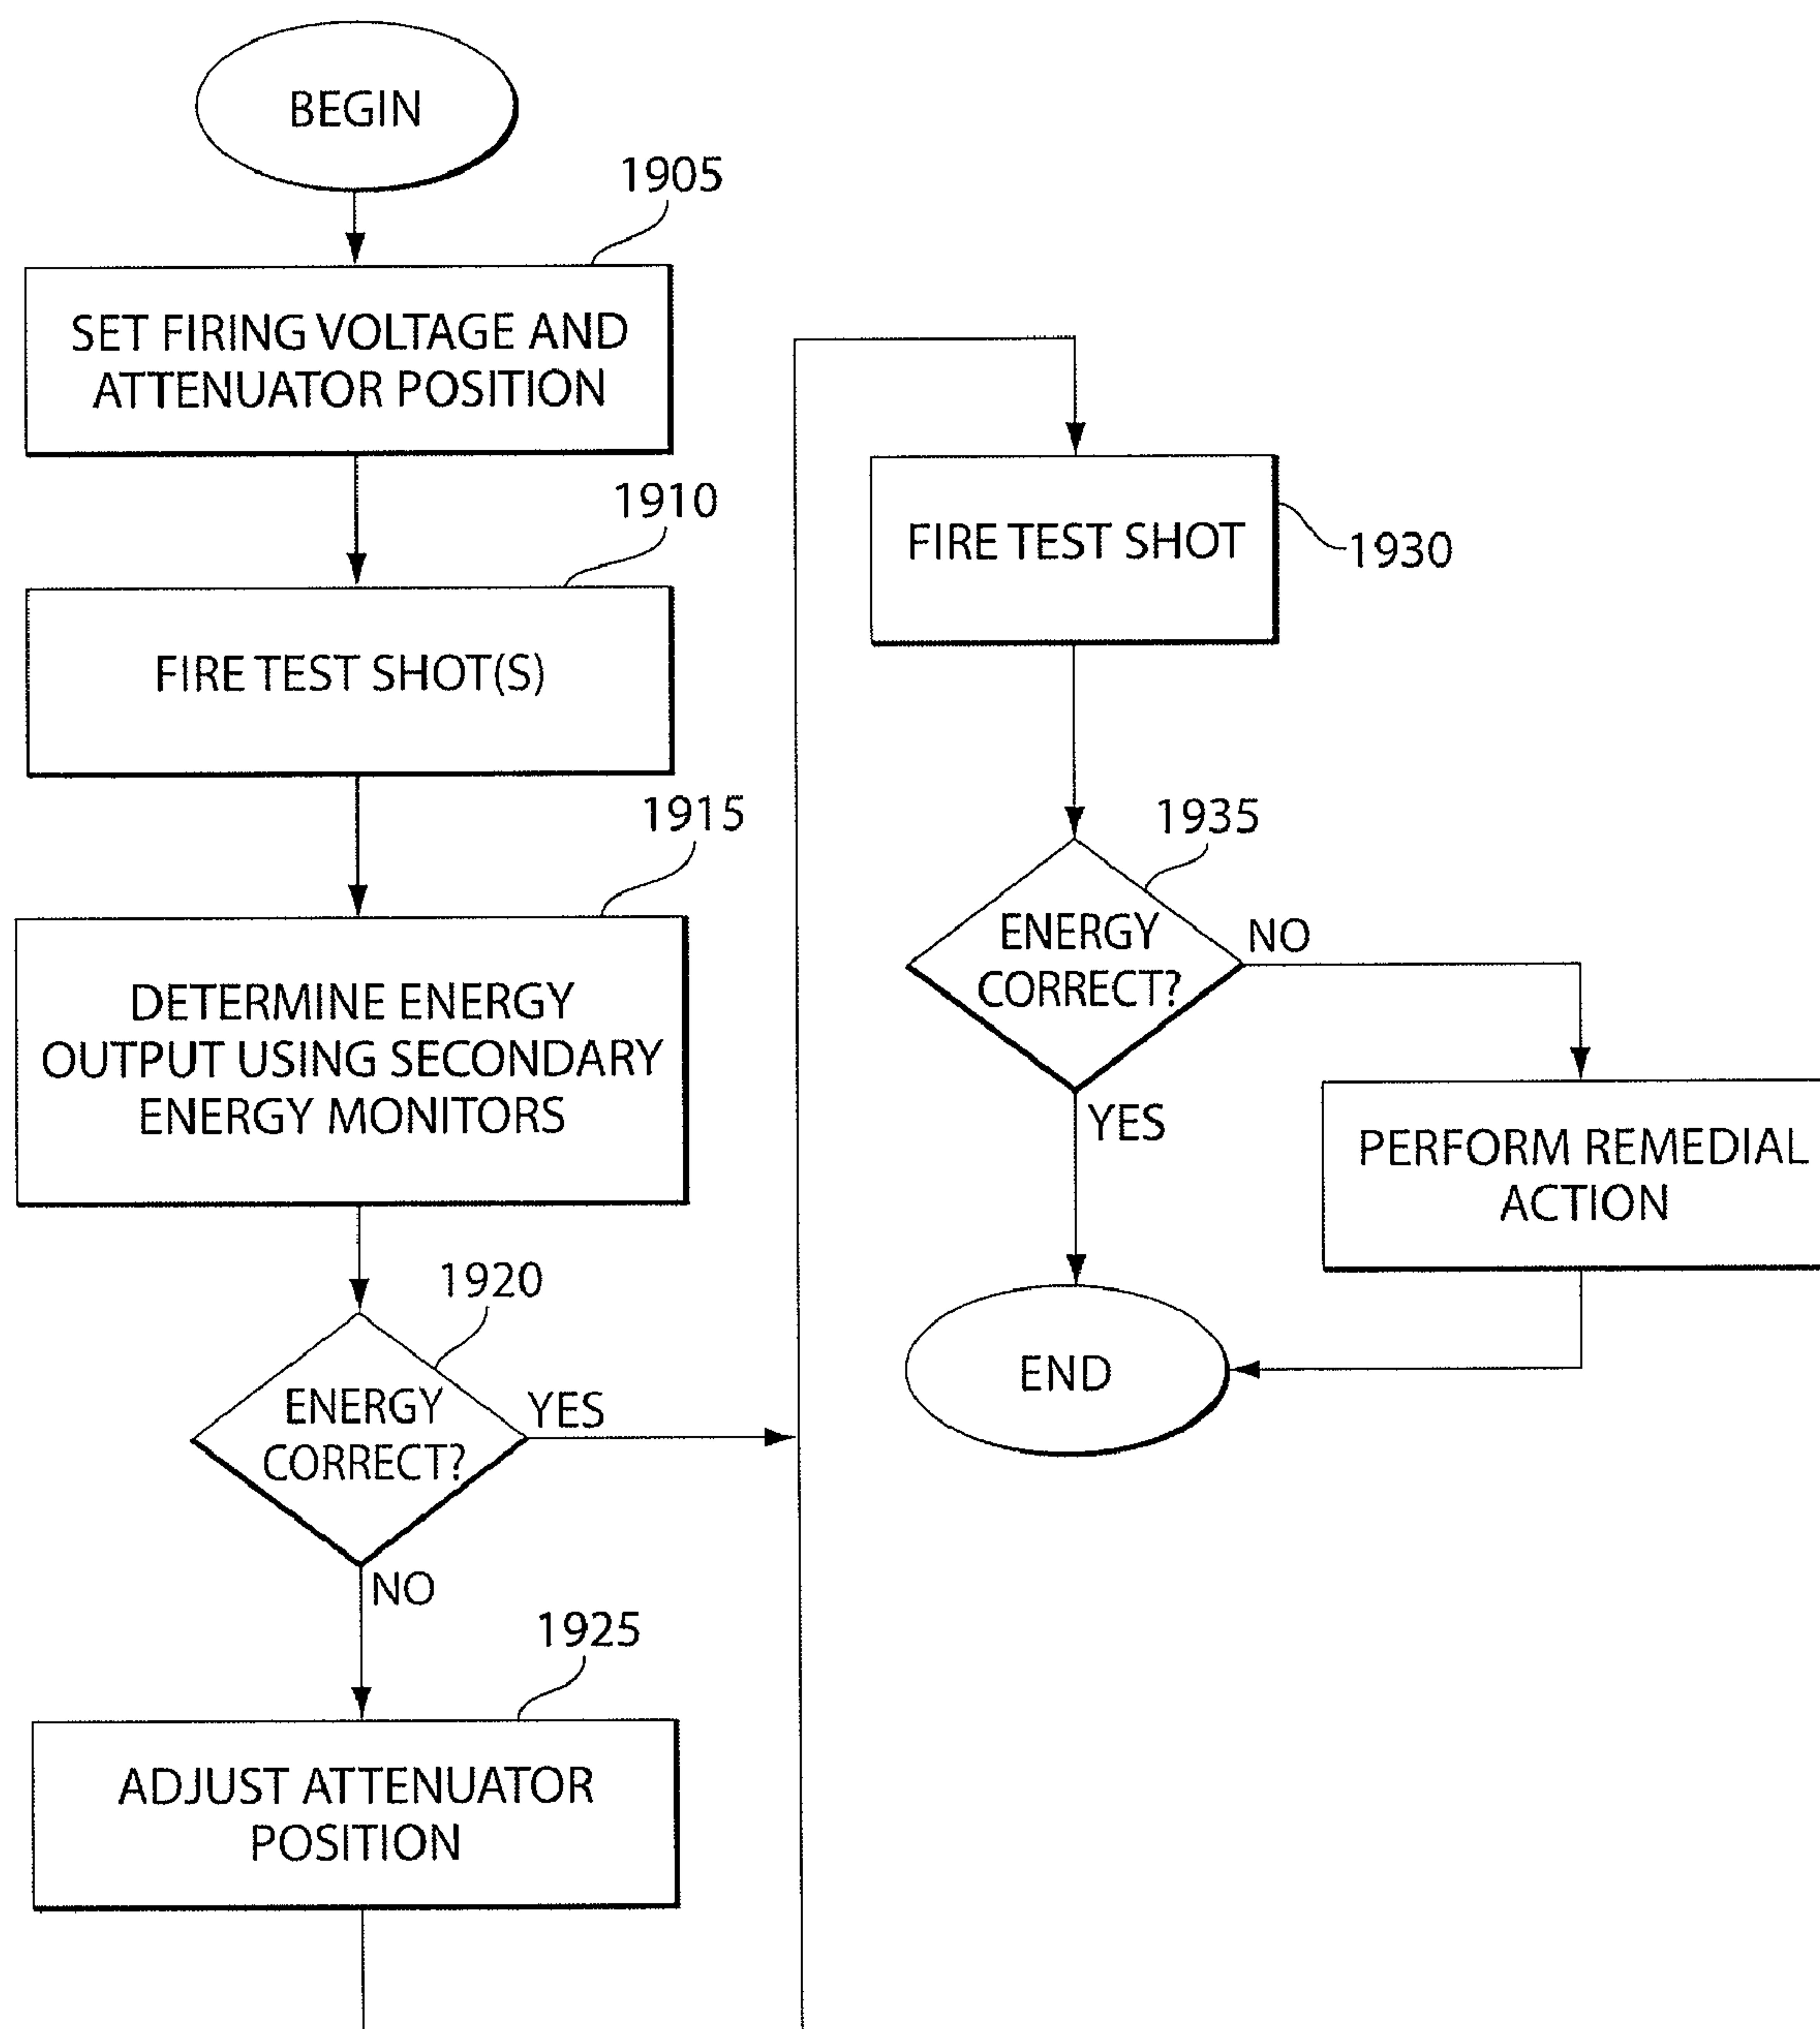 BEGIN
1905
SET FIRING VOLTAGE AND
ATTENUATOR POSITION
1910
FIRE TEST SHOT(S)
1915
DETERMINE ENERGY
OUTPUT USING SECONDARY
ENERGY MONITORS
1920
ENERGY
CORRECT?
YES
NO
1925
ADJUST ATTENUATOR
POSITION
FIRE TEST SHOT
1930
1935
ENERGY
CORRECT?
NO
YES
PERFORM REMEDIAL
ACTION
END